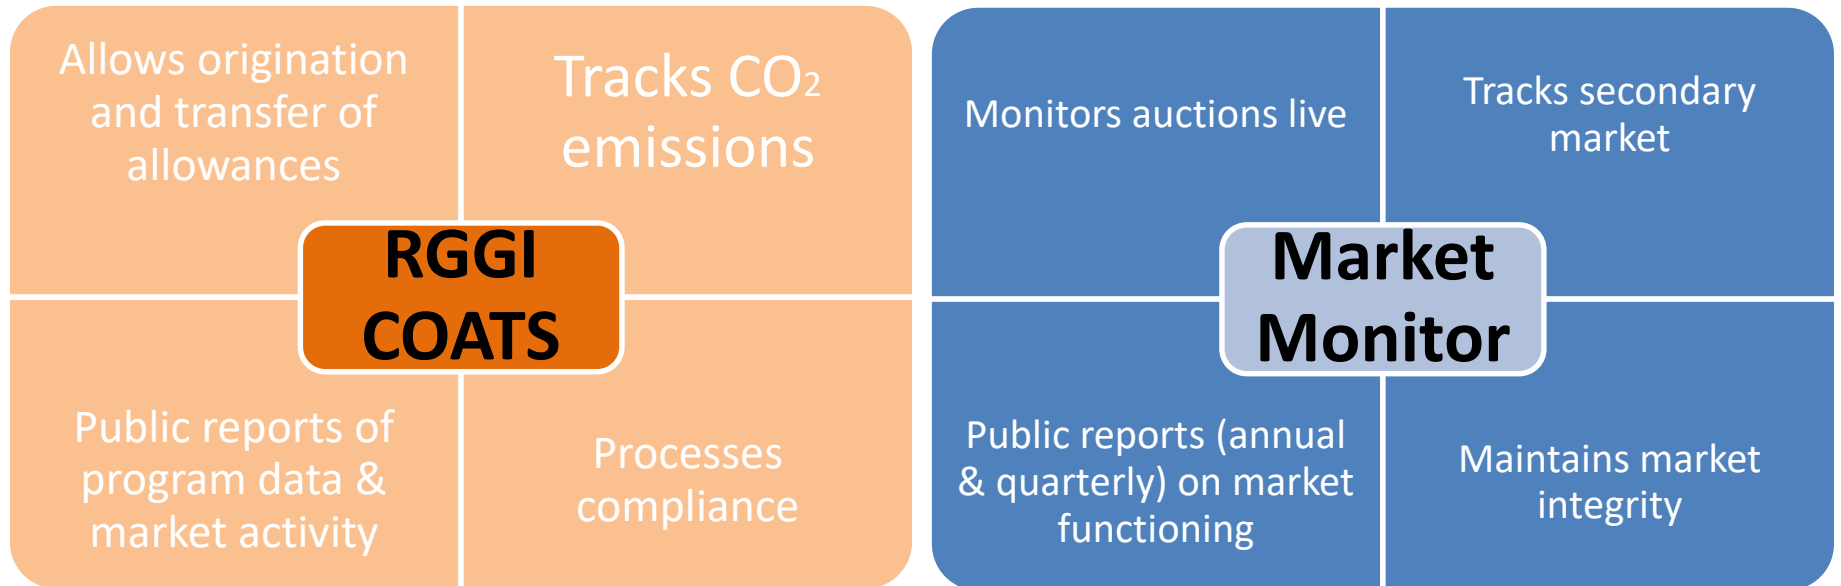 Allows origination
and transfer of
allowances
Tracks CO₂
emissions
RGGI
COATS
Public reports of
program data &
market activity
Processes
compliance
Monitors auctions live
Tracks secondary
market
Market
Monitor
Public reports (annual
& quarterly) on market
functioning
Maintains market
integrity